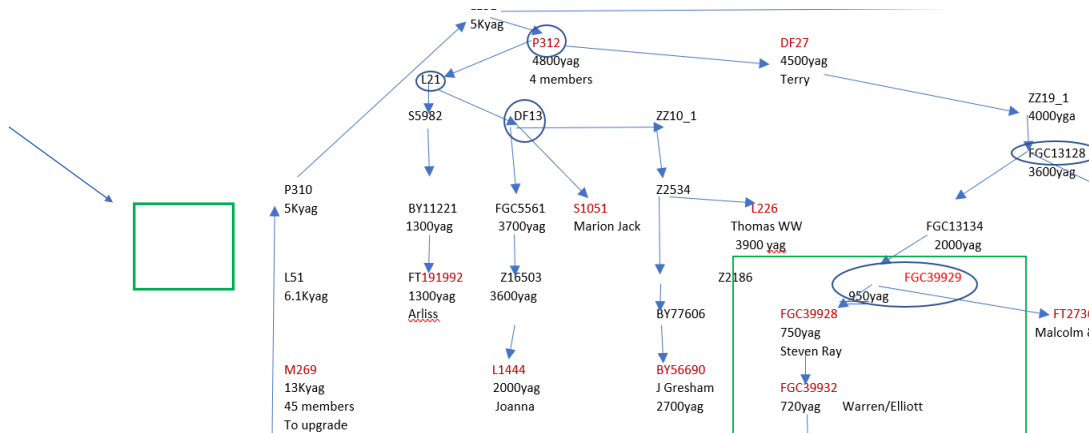 5Kyag
P312
4800yag
4 members
DF27
4500yag
Terry
L21
S5982
DF13
ZZ10_1
ZZ19_1
4000yga
FGC13128
3600yag
P310
5Kyag
BY11221
1300yag
FGC5561
3700yag
S1051
Marion Jack
Z2534
L226
Thomas WW
3900 yag
FGC13134
2000yag
L51
6.1Kyag
FT191992
1300yag
Arliss
Z16503
3600yag
BY77606
Z2186
FGC39929
950yag
FGC39928
750yag
Steven Ray
FT2736
Malcolm &
M269
13Kyag
45 members
To upgrade
L1444
2000yag
Joanna
BY56690
J Gresham
2700yag
FGC39932
720yag Warren/Elliott